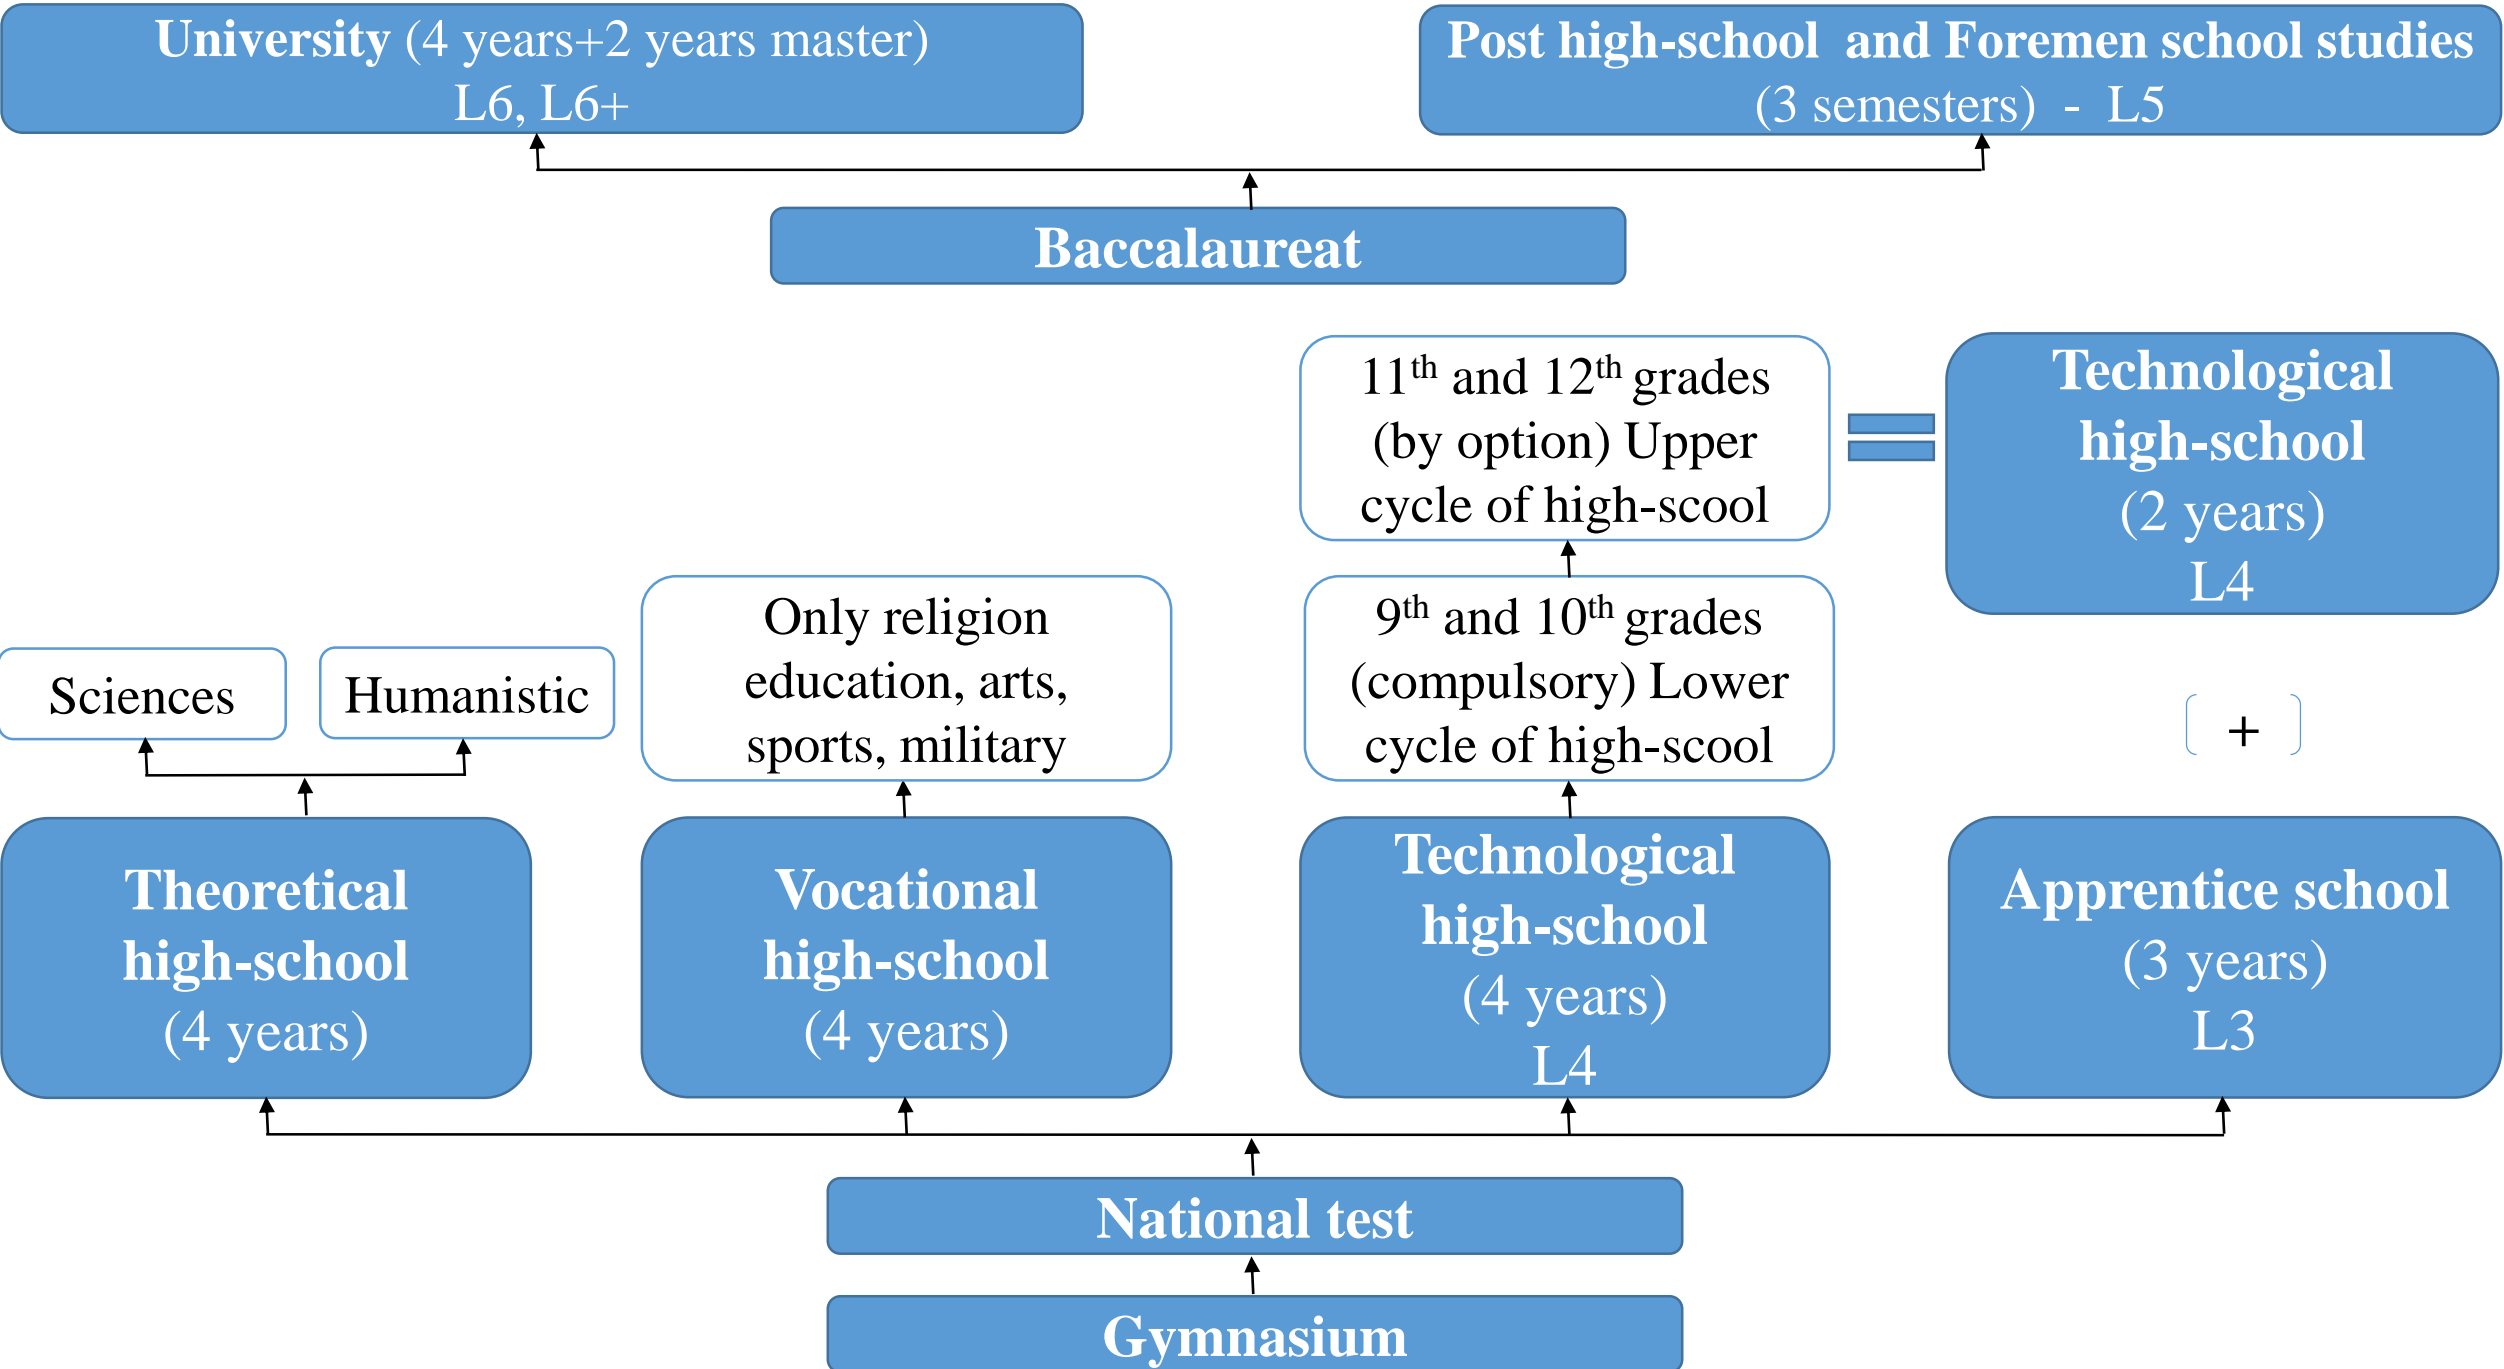 University (4 years+2 years master)
L6, L6+
Post high-school and Foremen school studies
(3 semesters) - L5
Baccalaureat
11th and 12th grades
(by option) Upper
cycle of high-scool
Technological
high-school
(2 years)
L4
Sciences
Humanistic
Only religion
education, arts,
sports, military
9th and 10th grades
(compulsory) Lower
cycle of high-scool
+
Theoretical
high-school
(4 years)
Vocational
high-school
(4 years)
Technological
high-school
(4 years)
L4
Apprentice school
(3 years)
L3
National test
Gymnasium